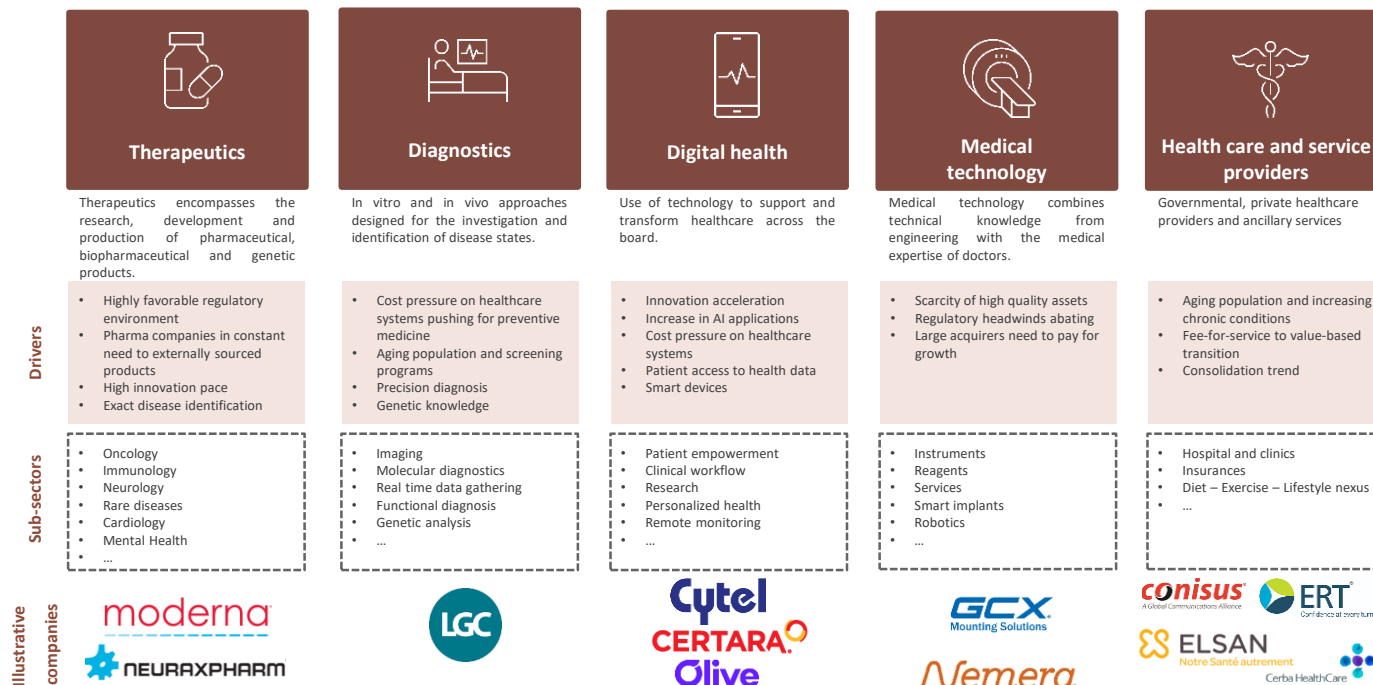 Therapeutics
Diagnostics
Digital health
Medical
technology
Health care and service
providers
Therapeutics encompasses the
research, development and
production of pharmaceutical,
biopharmaceutical and genetic
products.
In vitro and in vivo approaches
designed for the investigation and
identification of disease states.
Use of technology to support and
transform healthcare across the
board.
Medical technology combines
technical knowledge from
engineering with the medical
expertise of doctors.
Governmental, private healthcare
providers and ancillary services
Drivers
• Highly favorable regulatory
environment
• Pharma companies in constant
need to externally sourced
products
• High innovation pace
• Exact disease identification
• Cost pressure on healthcare
systems pushing for preventive
medicine
• Aging population and screening
programs
• Precision diagnosis
• Genetic knowledge
• Innovation acceleration
• Increase in AI applications
• Cost pressure on healthcare
systems
• Patient access to health data
• Smart devices
• Scarcity of high quality assets
• Regulatory headwinds abating
• Large acquirers need to pay for
growth
• Aging population and increasing
chronic conditions
• Fee-for-service to value-based
transition
• Consolidation trend
Sub-sectors
• Oncology
• Immunology
• Neurology
• Rare diseases
• Cardiology
• Mental Health
• …
• Imaging
• Molecular diagnostics
• Real time data gathering
• Functional diagnosis
• Genetic analysis
• …
• Patient empowerment
• Clinical workflow
• Research
• Personalized health
• Remote monitoring
• …
• Instruments
• Reagents
• Services
• Smart implants
• Robotics
• …
• Hospital and clinics
• Insurances
• Diet – Exercise – Lifestyle nexus
• …
Illustrative
companies
moderna
NEURAXPHARM
LGC
Cytel
CERTARA
Olive
GCX
Mounting Solutions
Nemera
conisus
A Global Communications Alliance
ERT
Confidence at every turn
ELSAN
Notre Santé autrement
Cerba HealthCare